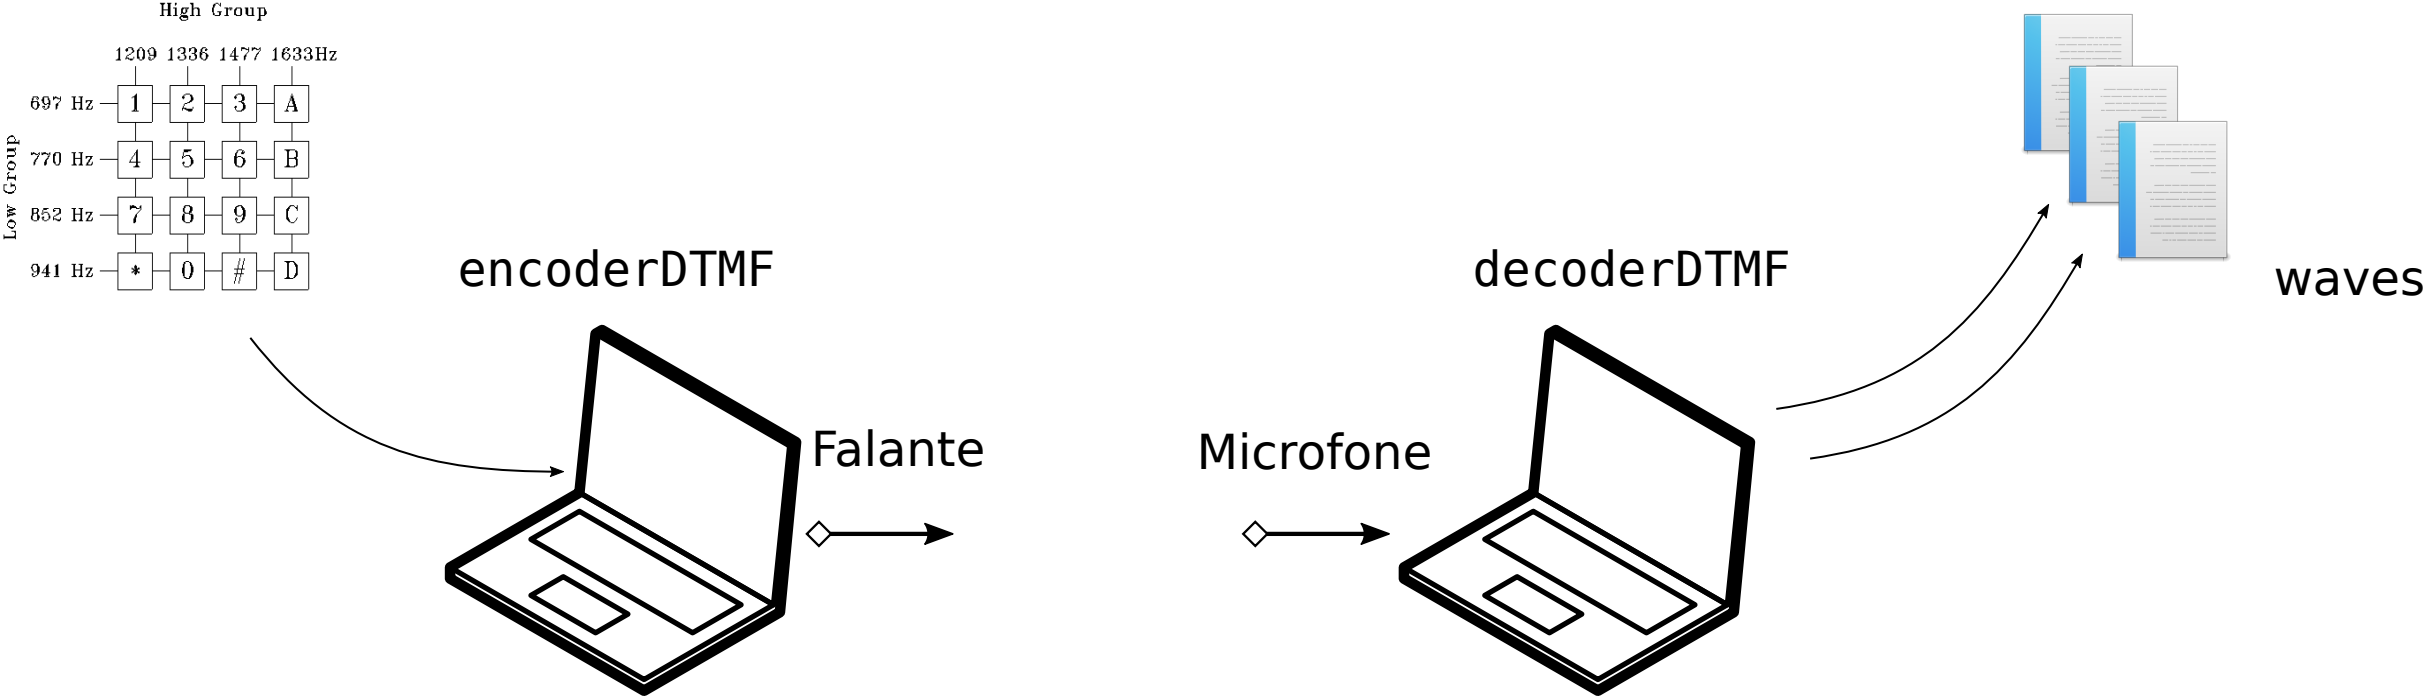 High Group
1209 1336 1477 1633Hz
Low Group
697 Hz 1 2 3 A
770 Hz 4 5 6 B
852 Hz 7 8 9 C
941 Hz * 0 # D
encoderDTMF
decoderDTMF
waves
Falante
Microfone